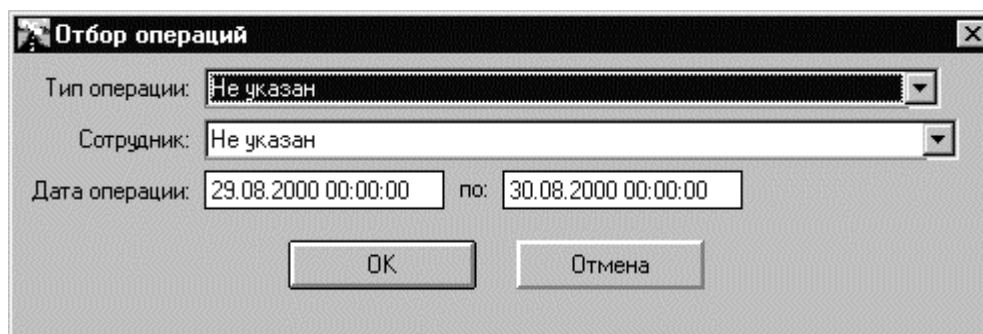 Отбор операций
Тип операции: Не указан
Сотрудник: Не указан
Дата операции: 29.08.2000 00:00:00 по: 30.08.2000 00:00:00
OK Отмена